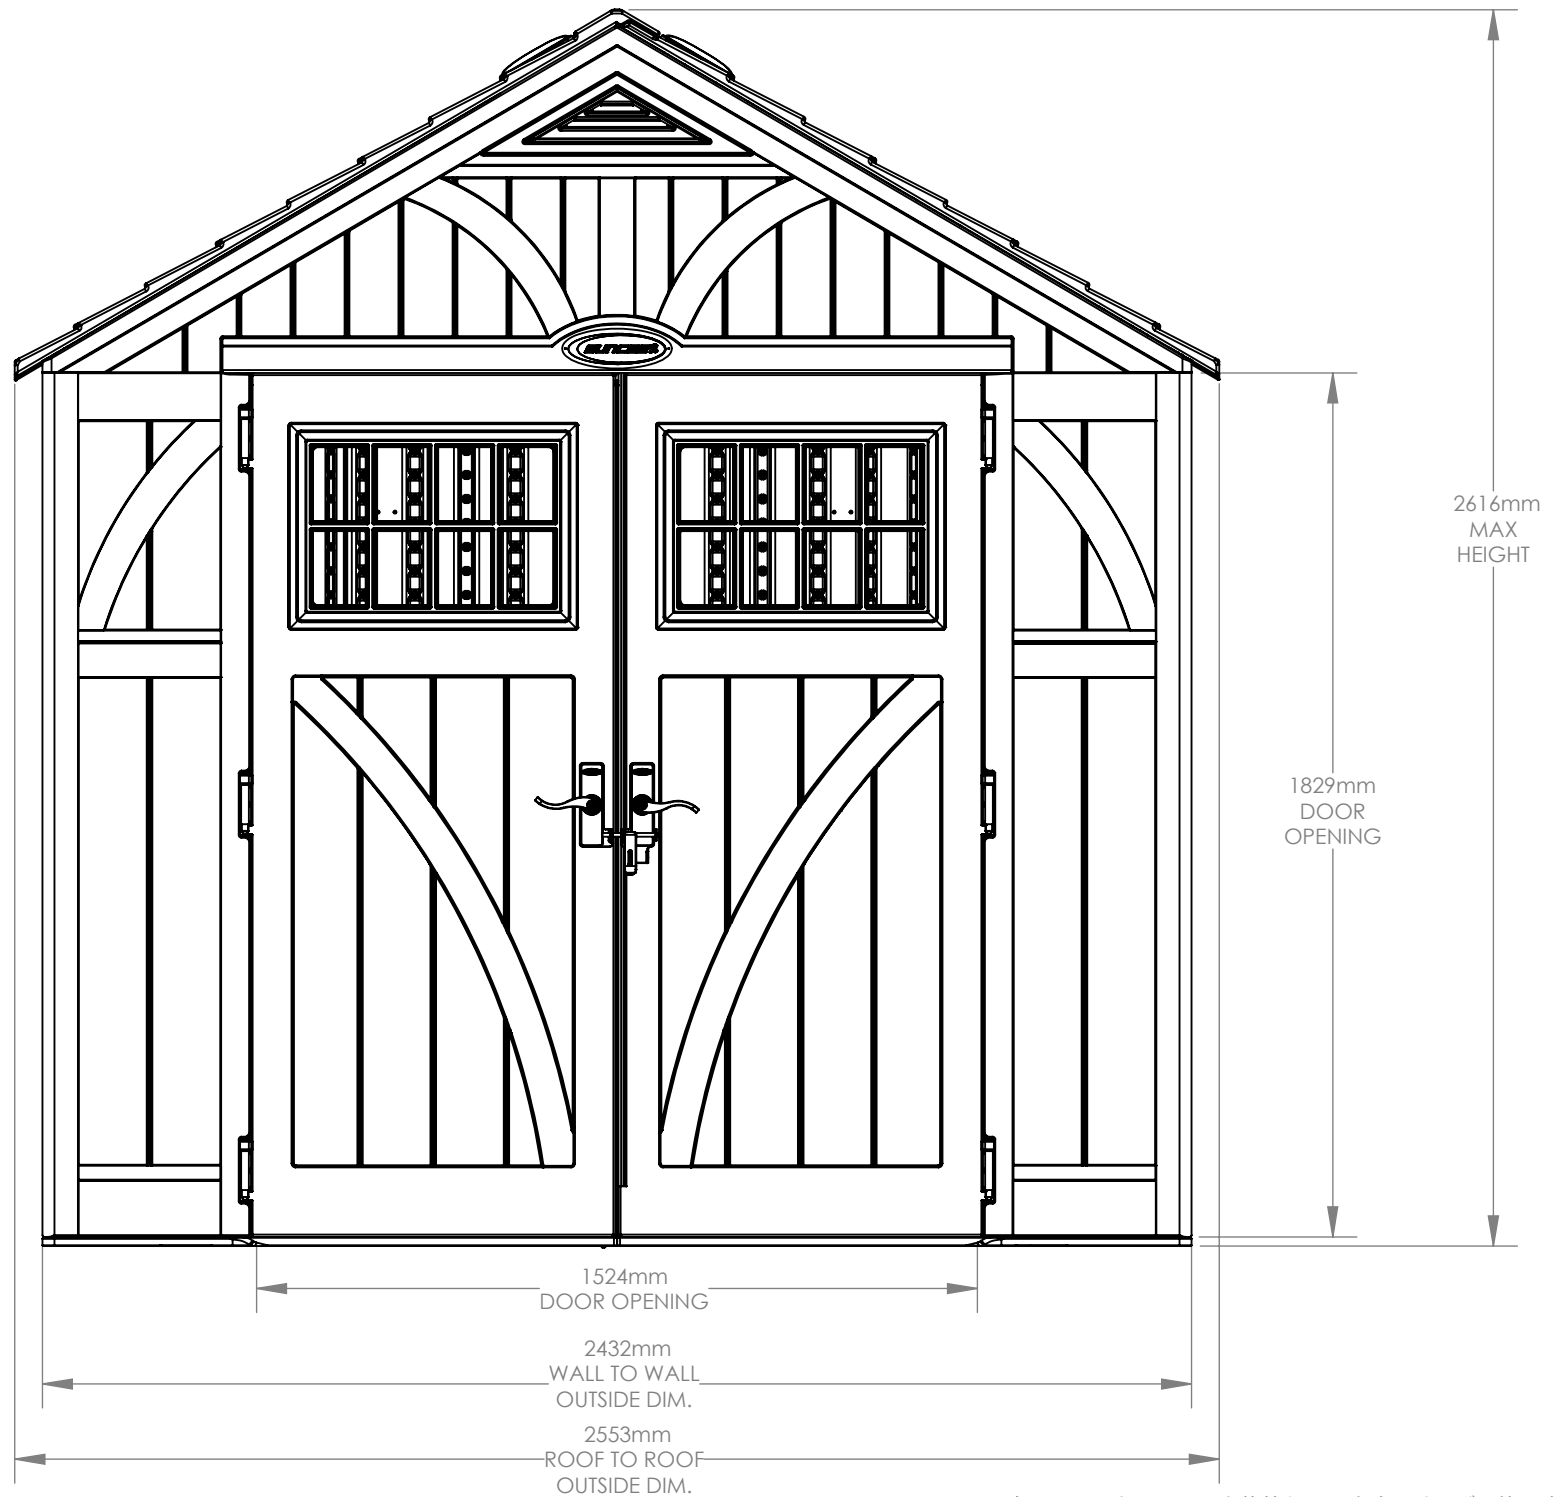 SUNCAST
2616mm
MAX
HEIGHT
1829mm
DOOR
OPENING
1524mm
DOOR OPENING
2432mm
WALL TO WALL
OUTSIDE DIM.
2553mm
ROOF TO ROOF
OUTSIDE DIM.